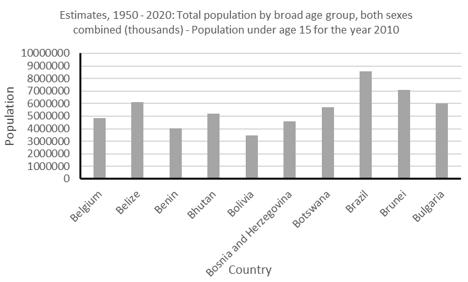 Estimates, 1950 - 2020: Total population by broad age group, both sexes
combined (thousands) - Population under age 15 for the year 2010
Population
10000000
9000000
8000000
7000000
6000000
5000000
4000000
3000000
2000000
1000000
0
Belgium
Belize
Benin
Bhutan
Bolivia
Bosnia and Herzegovina
Botswana
Brazil
Brunei
Bulgaria
Country